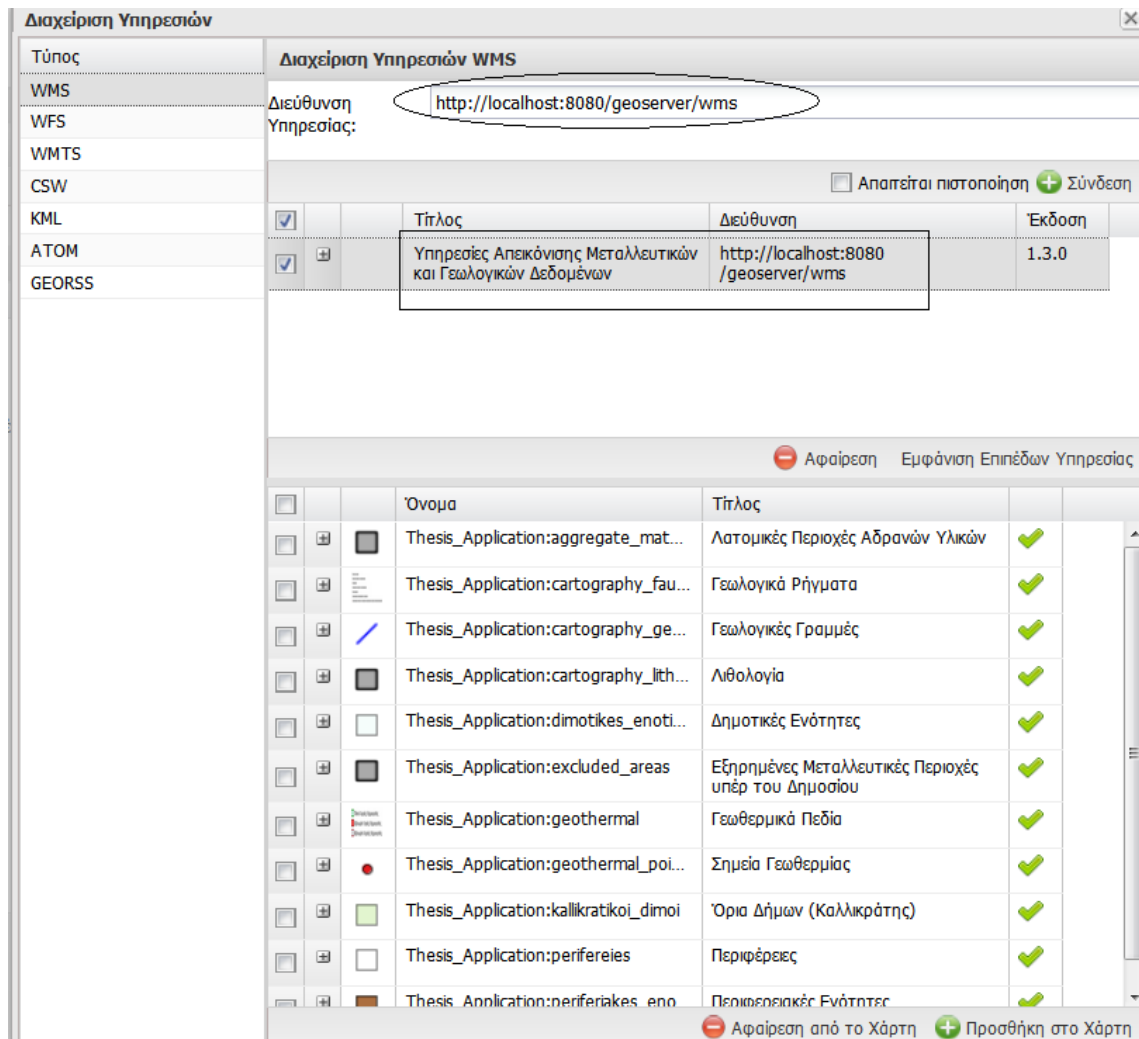 Διαχείριση Υπηρεσιών
Τύπος
WMS
WFS
WMTS
CSW
KML
ATOM
GEORSS
Διαχείριση Υπηρεσιών WMS
Διεύθυνση
Υπηρεσίας:
http://localhost:8080/geoserver/wms
Απαιτείται πιστοποίηση Σύνδεση
Τίτλος Διεύθυνση Έκδοση
Υπηρεσίες Απεικόνισης Μεταλλευτικών http://localhost:8080 1.3.0
και Γεωλογικών Δεδομένων /geoserver/wms
Αφαίρεση Εμφάνιση Επιπέδων Υπηρεσίας
Όνομα Τίτλος
Thesis_Application:aggregate_mat... Λατομικές Περιοχές Αδρανών Υλικών
Thesis_Application:cartography_fau... Γεωλογικά Ρήγματα
Thesis_Application:cartography_ge... Γεωλογικές Γραμμές
Thesis_Application:cartography_lith... Λιθολογία
Thesis_Application:dimotikes_enoti... Δημοτικές Ενότητες
Thesis_Application:excluded_areas Εξηρημένες Μεταλλευτικές Περιοχές
υπέρ του Δημοσίου
Thesis_Application:geothermal Γεωθερμικά Πεδία
Thesis_Application:geothermal_poi... Σημεία Γεωθερμίας
Thesis_Application:kallikratikoi_dimoi Όρια Δήμων (Καλλικράτης)
Thesis_Application:perifereies Περιφέρειες
Thesis_Application:periferiakes_eno Περιφερειακές Ενότητες
Αφαίρεση από το Χάρτη Προσθήκη στο Χάρτη